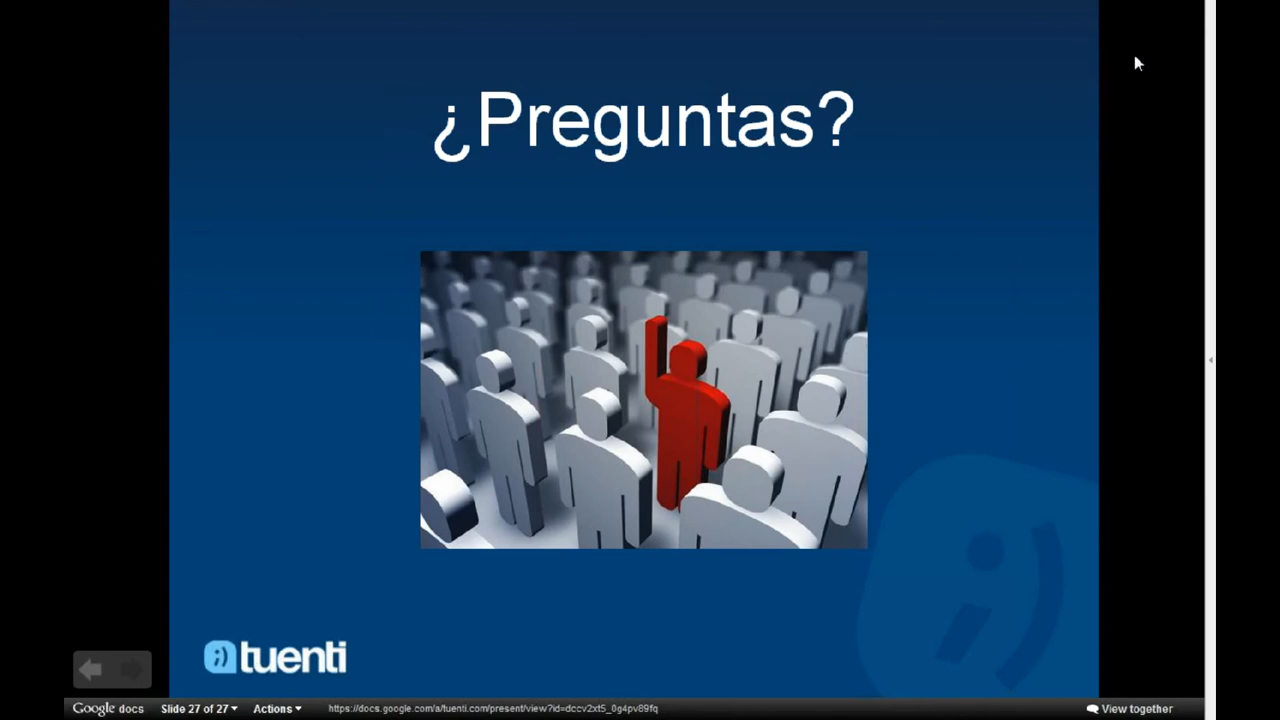 ¿Preguntas?
tuenti
Google docs Slide 27 of 27 Actions https://docs.google.com/a/tuenti.com/present/view?id=dccv2xt5_0g4pv89fq View together